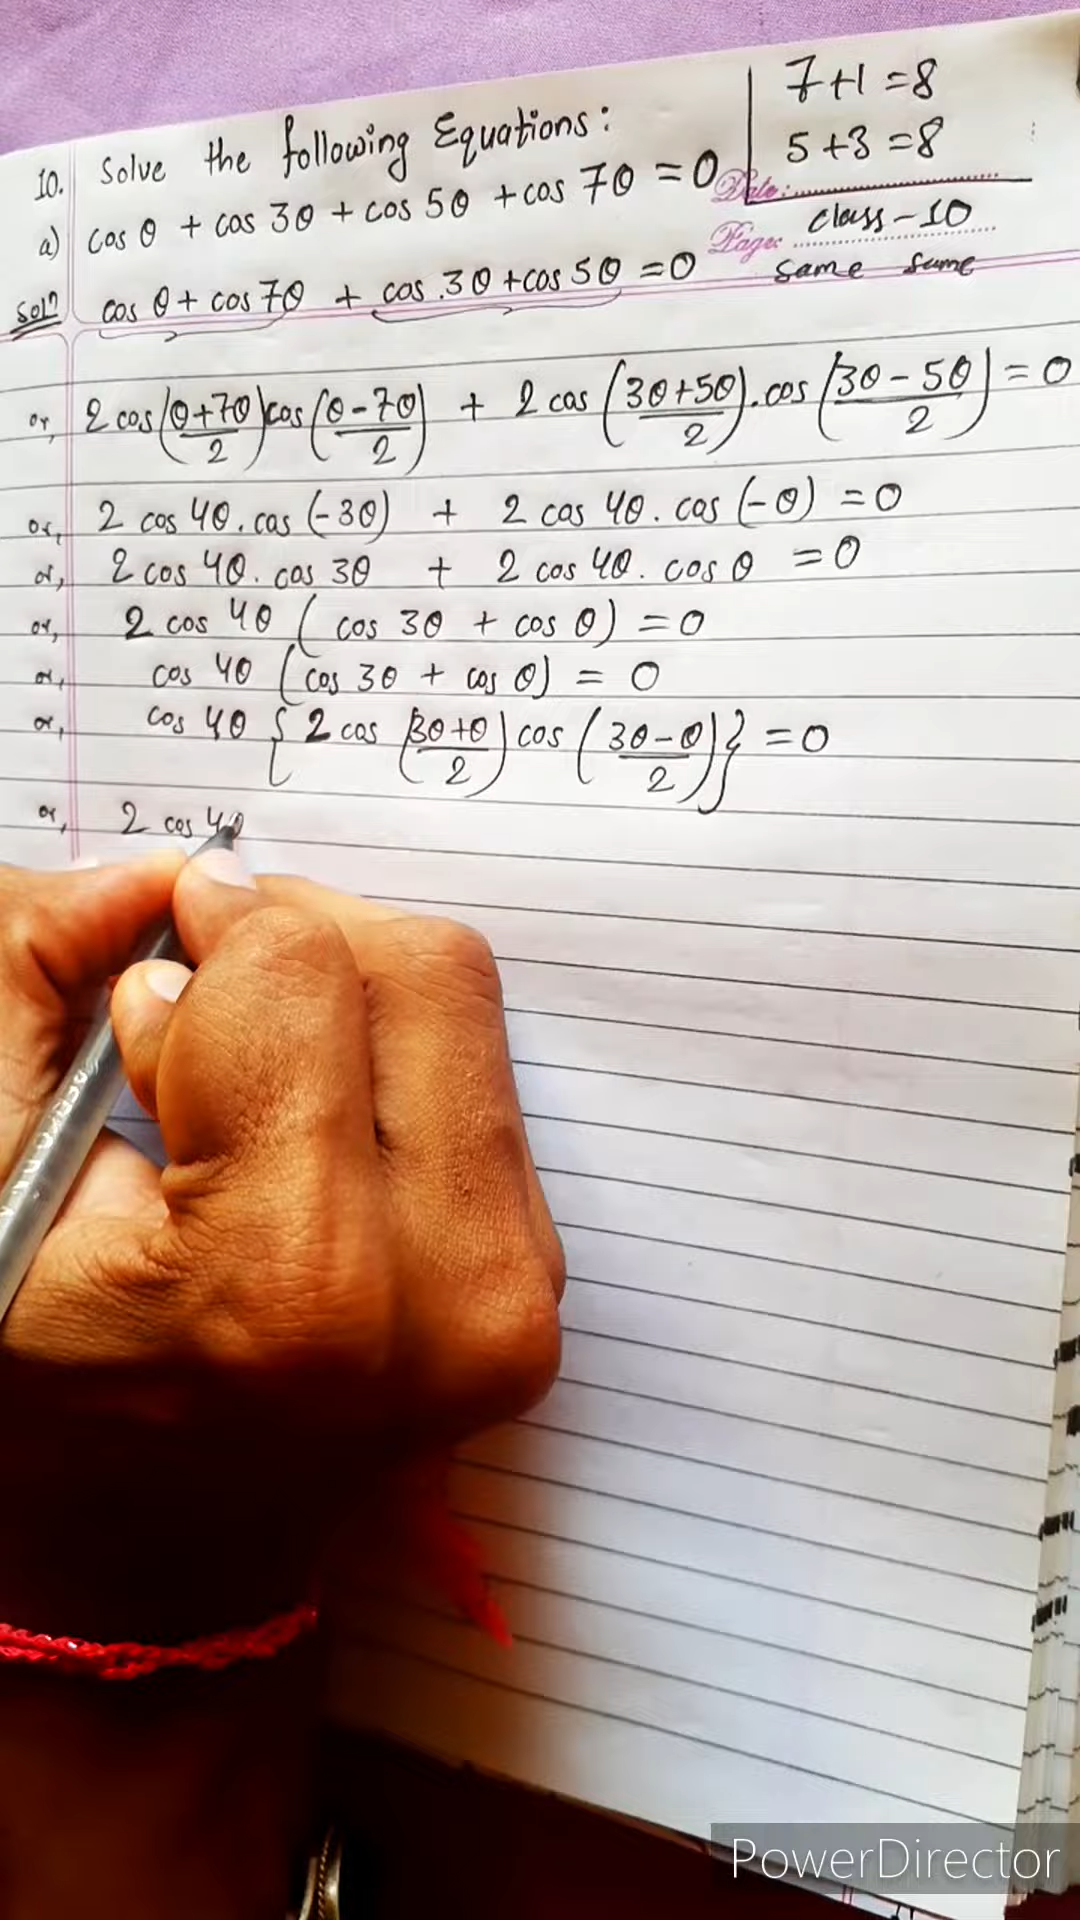 10. Solve the following Equations:
a) cos θ + cos 3θ + cos 5θ + cos 7θ = 0
7+1 = 8
5+3 = 8
Date:
Page:
class-10
same same
Solⁿ cos θ + cos 7θ + cos .3θ + cos 5θ = 0
or, 2 cos (θ+7θ/2) cos (θ-7θ/2) + 2 cos (3θ+5θ/2) . cos (3θ-5θ/2) = 0
or, 2 cos 4θ . cos (-3θ) + 2 cos 4θ . cos (-θ) = 0
or, 2 cos 4θ . cos 3θ + 2 cos 4θ . cos θ = 0
or, 2 cos 4θ ( cos 3θ + cos θ) = 0
or, cos 4θ (cos 3θ + cos θ) = 0
or, cos 4θ { 2 cos (3θ+θ/2) cos (3θ-θ/2)} = 0
or, 2 cos 4θ
PowerDirector